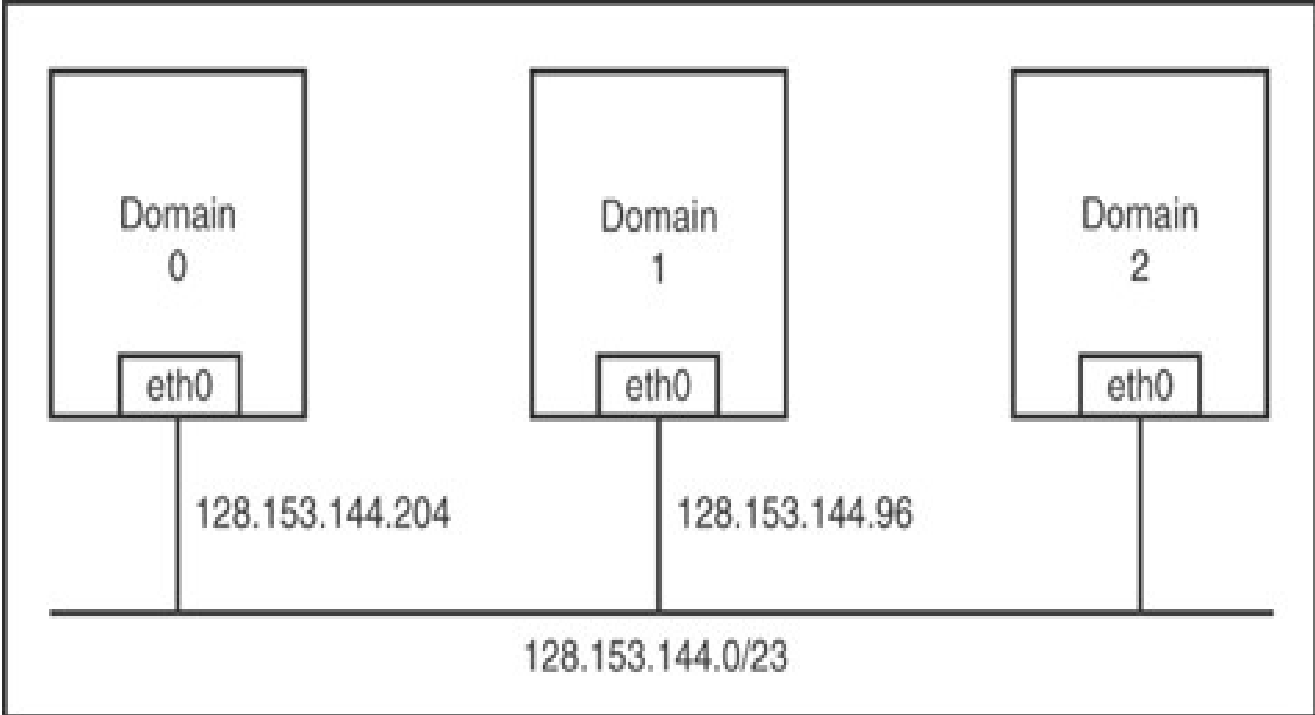 Domain
0
eth0
128.153.144.204
Domain
1
eth0
128.153.144.96
Domain
2
eth0
128.153.144.0/23